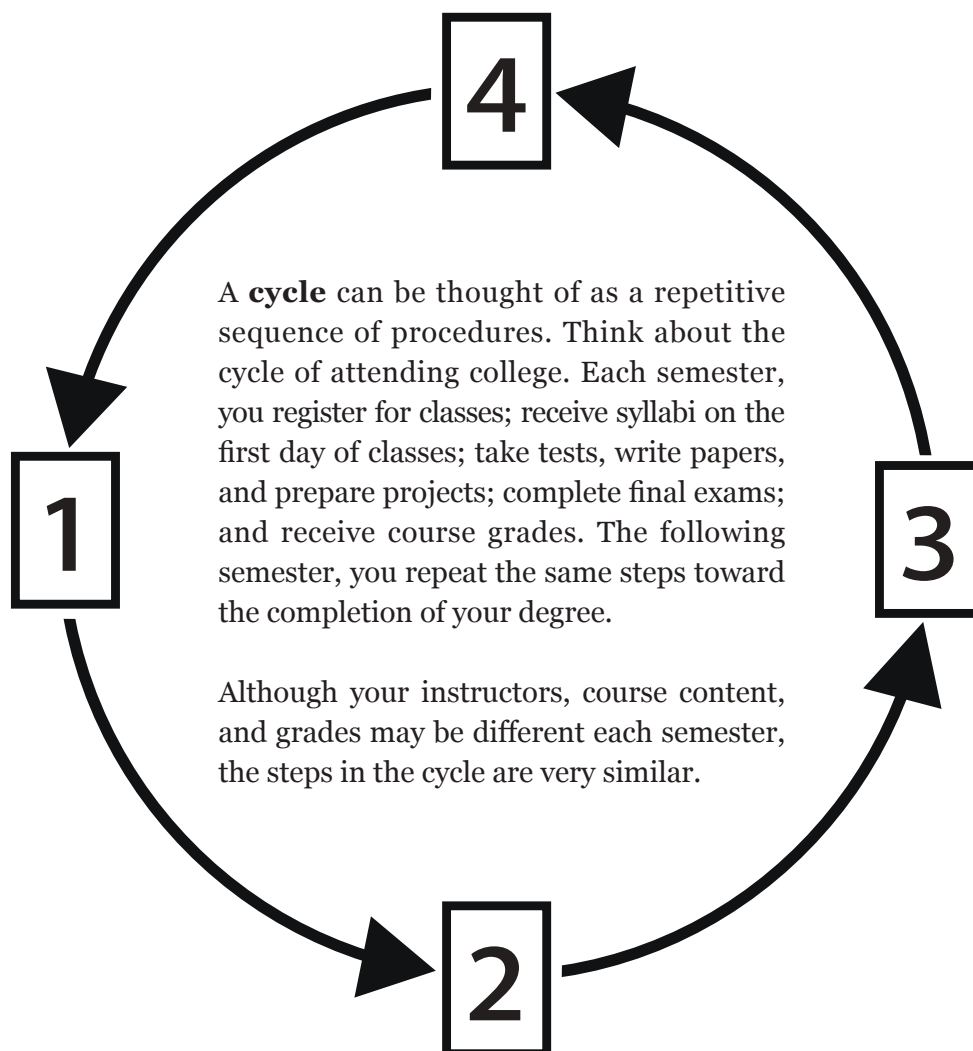 4
A cycle can be thought of as a repetitive
sequence of procedures. Think about the
cycle of attending college. Each semester,
you register for classes; receive syllabi on the
first day of classes; take tests, write papers,
and prepare projects; complete final exams;
and receive course grades. The following
semester, you repeat the same steps toward
the completion of your degree.
Although your instructors, course content,
and grades may be different each semester,
the steps in the cycle are very similar.
1
3
2